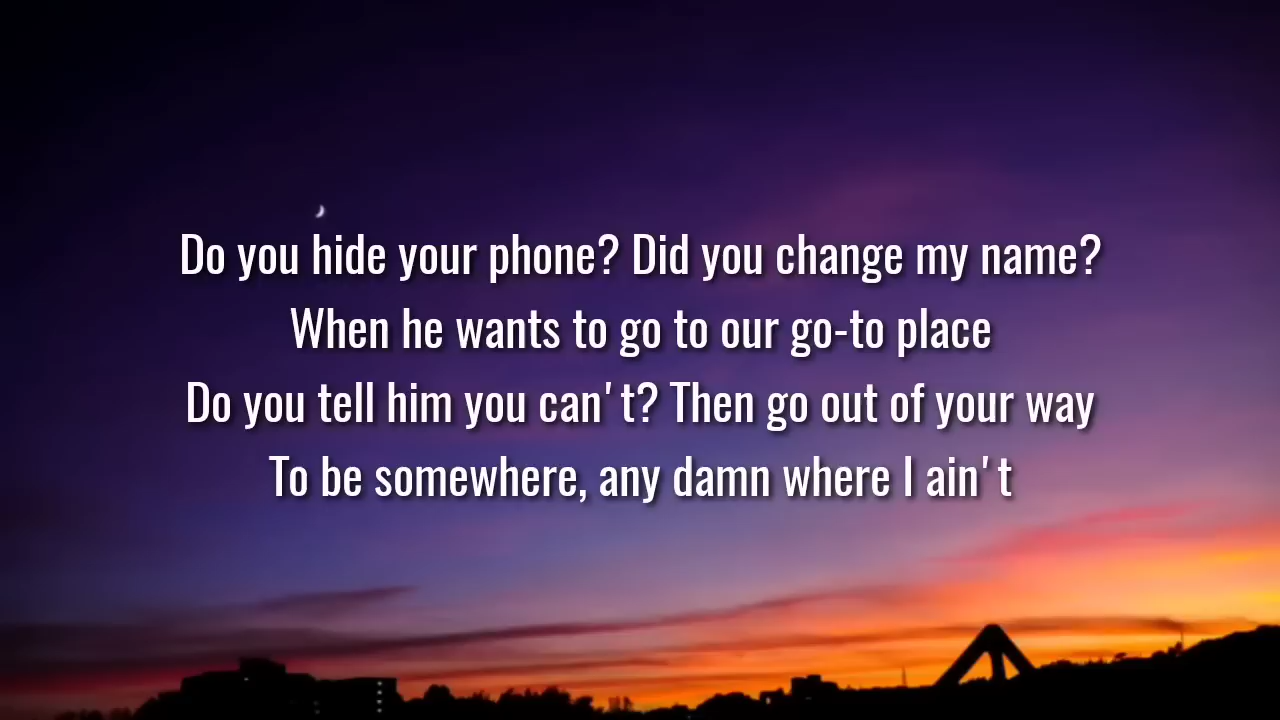 Do you hide your phone? Did you change my name?
When he wants to go to our go-to place
Do you tell him you can't? Then go out of your way
To be somewhere, any damn where I ain't